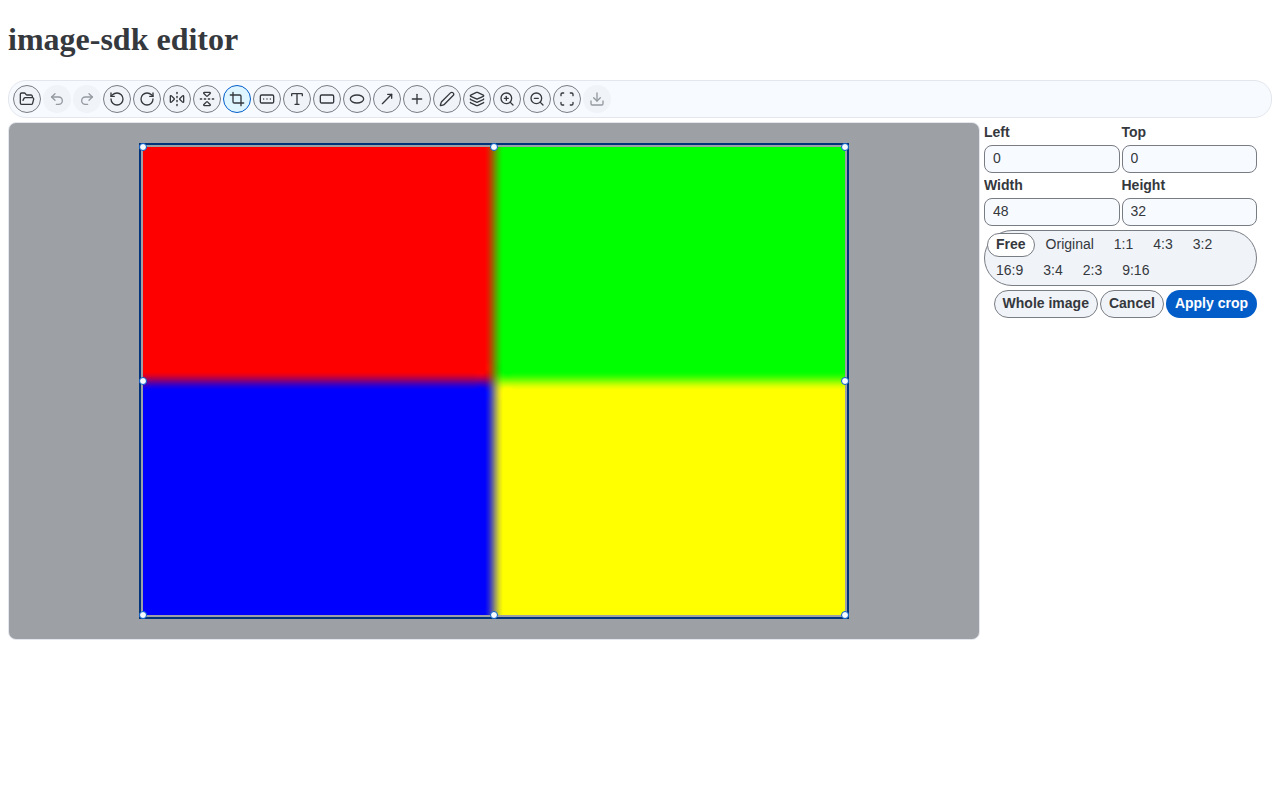 image-sdk editor
Left Top
0 0
Width Height
48 32
Free Original 1:1 4:3 3:2
16:9 3:4 2:3 9:16
Whole image Cancel Apply crop